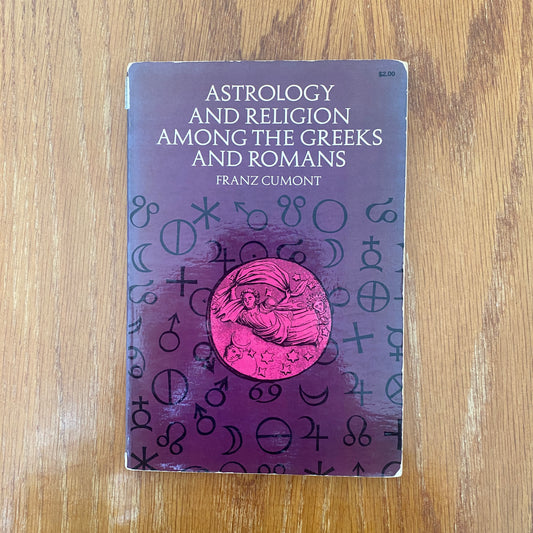 $2.00
ASTROLOGY
AND RELIGION
AMONG THE GREEKS
AND ROMANS
FRANZ CUMONT